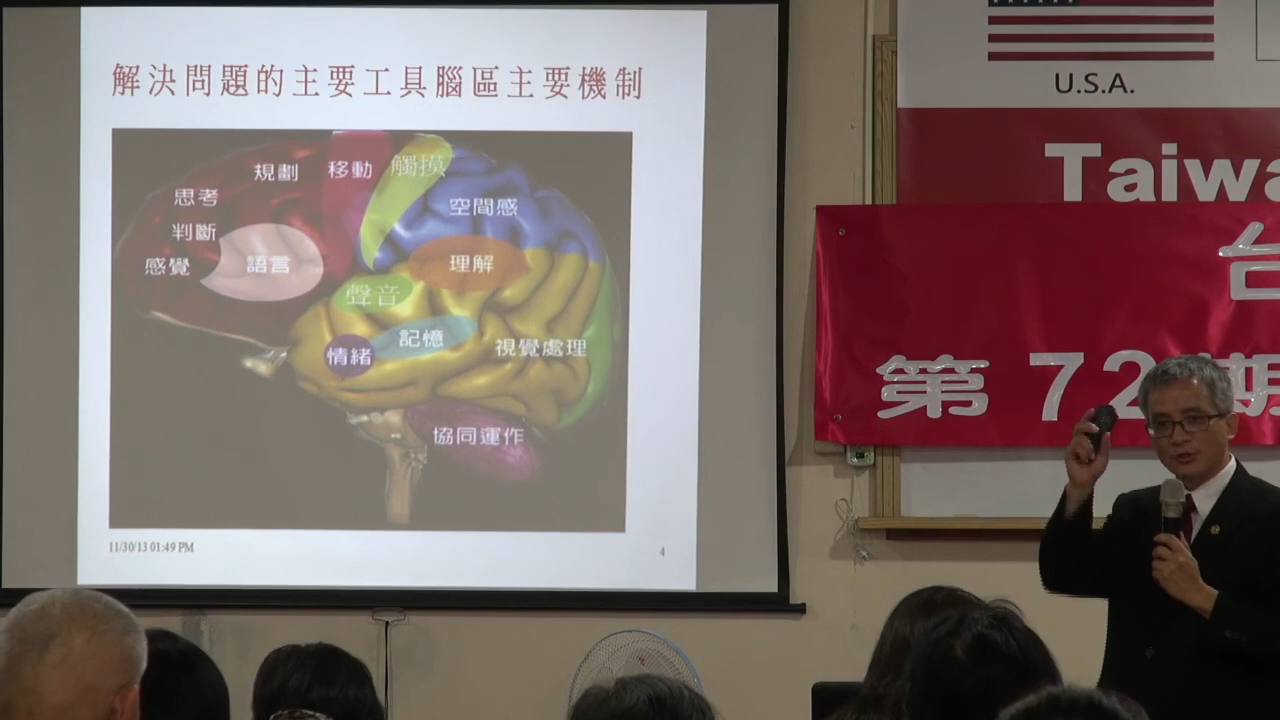 解決問題的主要工具腦區主要機制
規劃
移動
觸摸
思考
空間感
判斷
感覺
語言
理解
聲音
記憶
情緒
視覺處理
協同運作
11/30/13 01:49 PM
4
U.S.A.
Taiwa
台
第 72 期